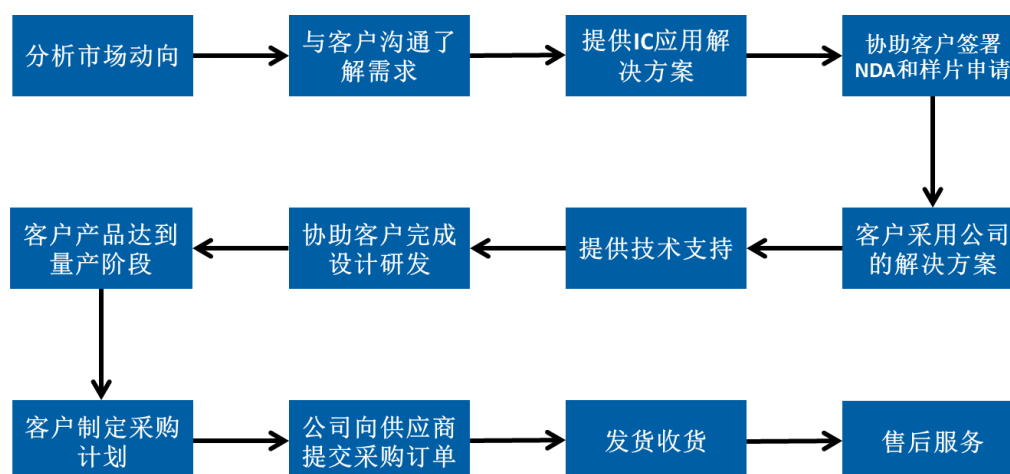 分析市场动向
与客户沟通了
解需求
提供IC应用解
决方案
协助客户签署
NDA和样片申请
客户产品达到
量产阶段
协助客户完成
设计研发
提供技术支持
客户采用公司
的解决方案
客户制定采购
计划
公司向供应商
提交采购订单
发货收货
售后服务